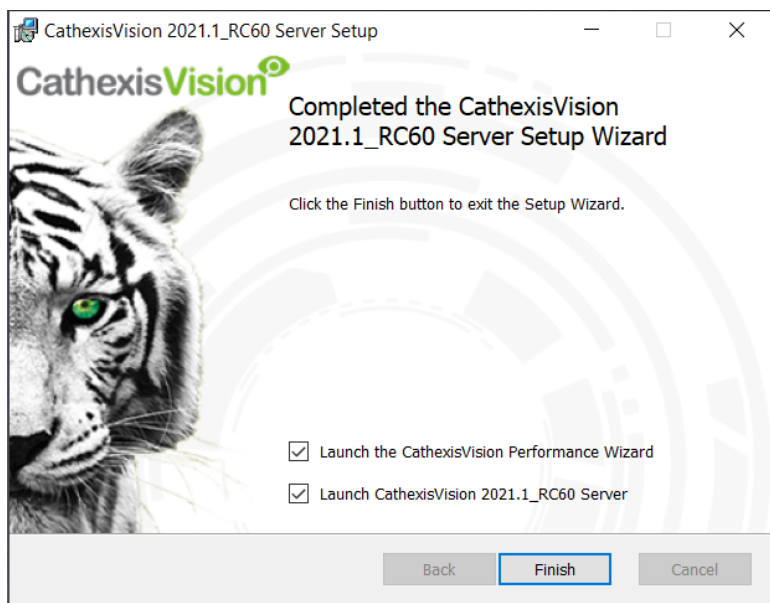 CathexisVision 2021.1_RC60 Server Setup
CathexisVision
Completed the CathexisVision
2021.1_RC60 Server Setup Wizard
Click the Finish button to exit the Setup Wizard.
Launch the CathexisVision Performance Wizard
Launch CathexisVision 2021.1_RC60 Server
Back Finish Cancel